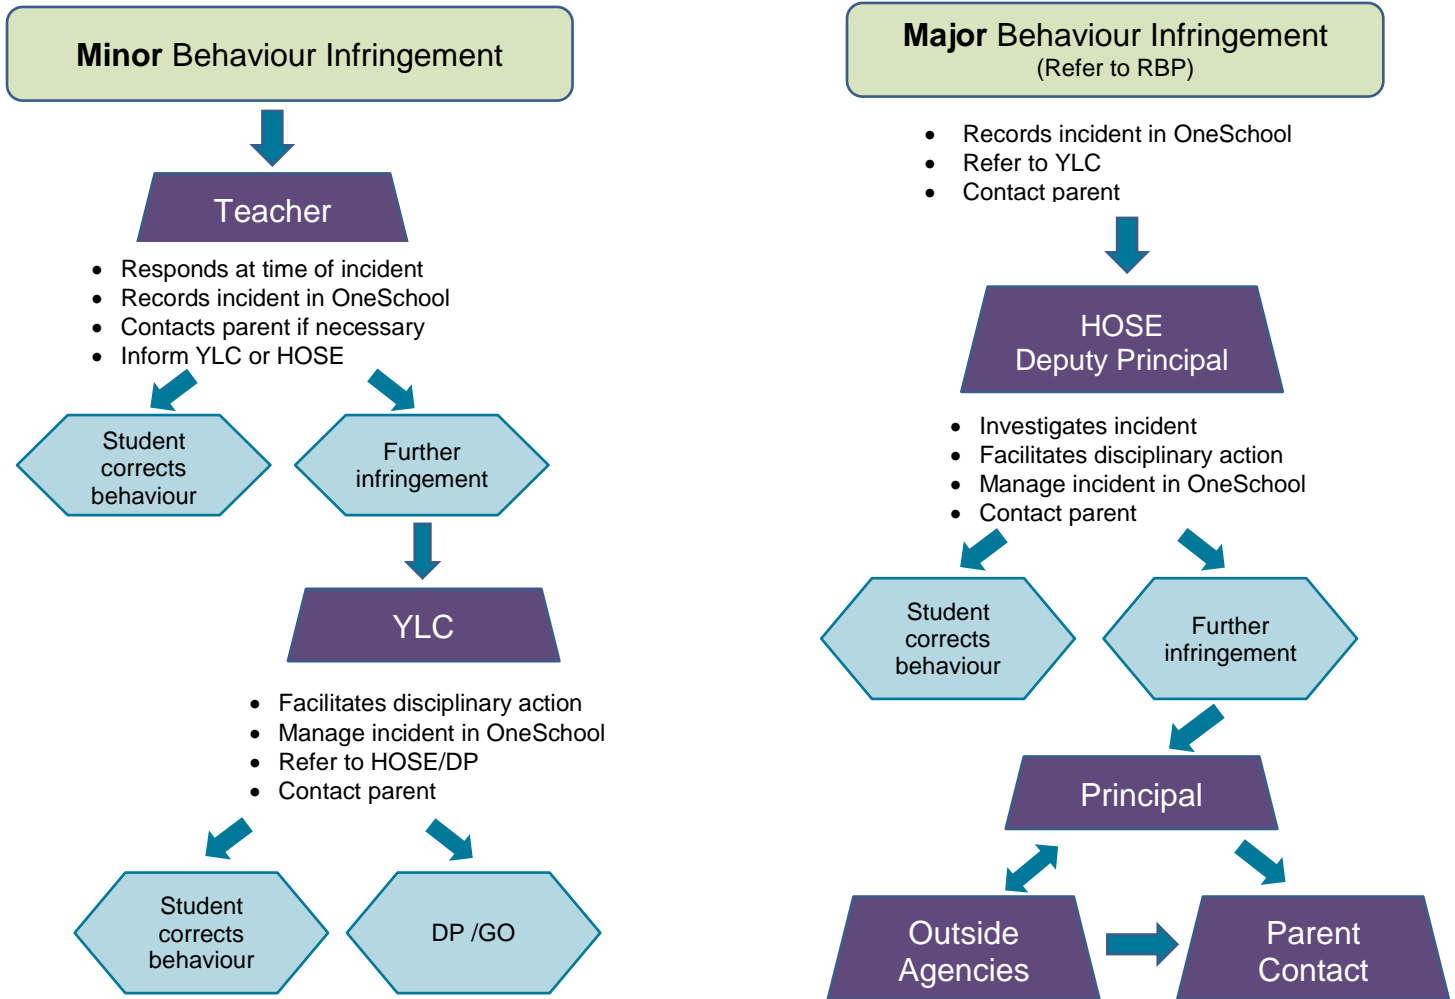 Minor Behaviour Infringement
Teacher
• Responds at time of incident
• Records incident in OneSchool
• Contacts parent if necessary
• Inform YLC or HOSE
Student
corrects
behaviour
Further
infringement
YLC
• Facilitates disciplinary action
• Manage incident in OneSchool
• Refer to HOSE/DP
• Contact parent
Student
corrects
behaviour
DP /GO
Major Behaviour Infringement
(Refer to RBP)
• Records incident in OneSchool
• Refer to YLC
• Contact parent
HOSE
Deputy Principal
• Investigates incident
• Facilitates disciplinary action
• Manage incident in OneSchool
• Contact parent
Student
corrects
behaviour
Further
infringement
Principal
Outside
Agencies
Parent
Contact